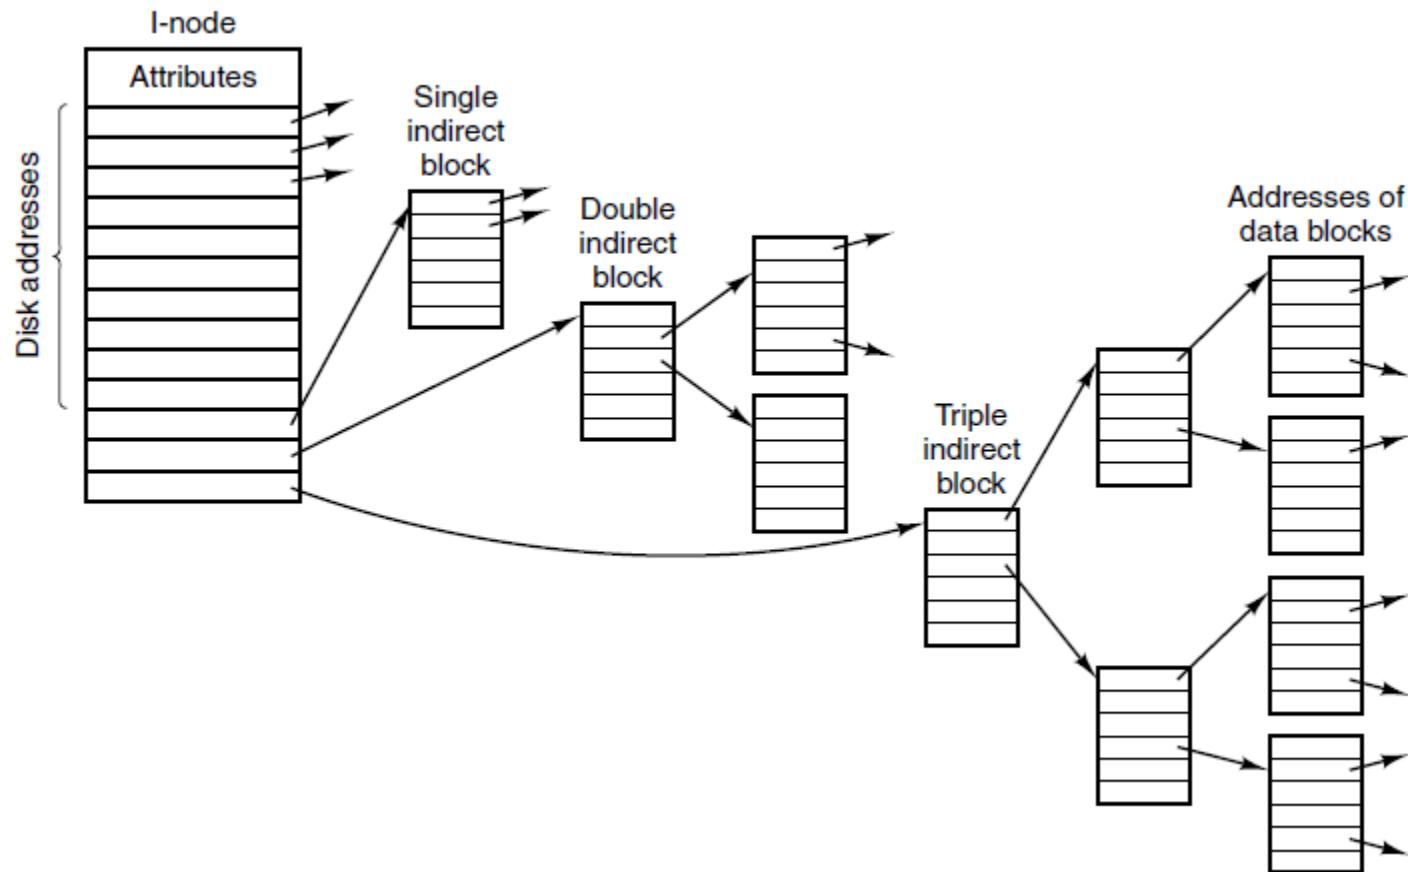 I-node
Attributes
Disk addresses
Single
indirect
block
Double
indirect
block
Triple
indirect
block
Addresses of
data blocks